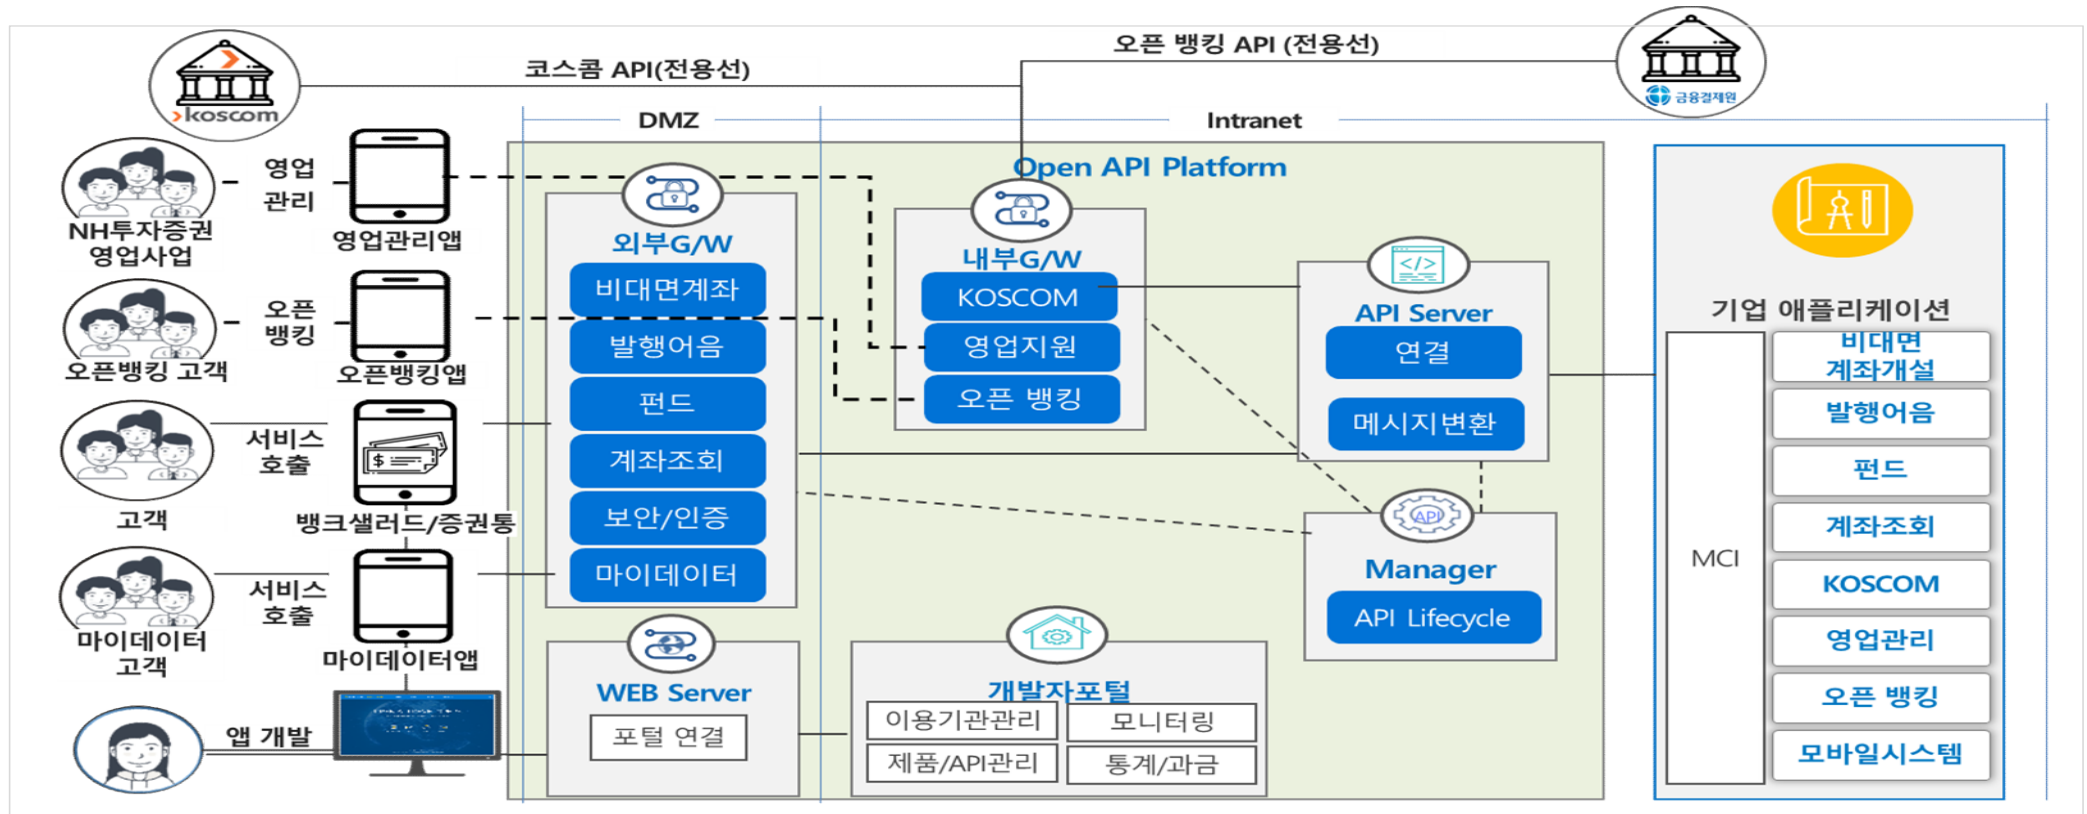 오픈 뱅킹 API (전용선)
코스콤 API(전용선)
koscom
금융결제원
DMZ
Intranet
Open API Platform
영업
관리
NH투자증권
영업사업
영업관리앱
오픈
뱅킹
오픈뱅킹 고객
오픈뱅킹앱
서비스
호출
고객
뱅크샐러드/증권통
서비스
호출
마이데이터
고객
마이데이터앱
앱 개발
외부G/W
비대면계좌
발행어음
펀드
계좌조회
보안/인증
마이데이터
WEB Server
포털 연결
내부G/W
KOSCOM
영업지원
오픈 뱅킹
API Server
연결
메시지변환
API
Manager
API Lifecycle
개발자포털
이용기관관리
모니터링
제품/API관리
통계/과금
기업 애플리케이션
MCI
비대면
계좌개설
발행어음
펀드
계좌조회
KOSCOM
영업관리
오픈 뱅킹
모바일시스템